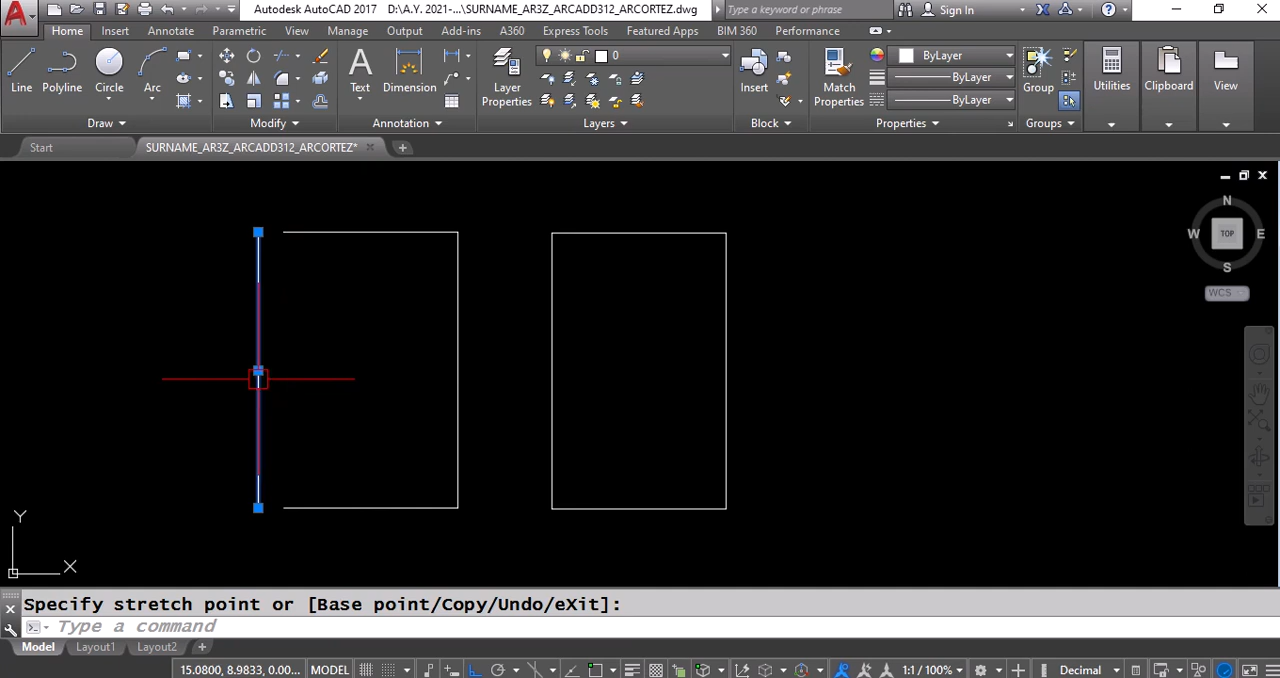 Autodesk AutoCAD 2017 D:\A.Y. 2021-...\SURNAME_AR3Z_ARCADD312_ARCORTEZ.dwg Type a keyword or phrase Sign In
Home Insert Annotate Parametric View Manage Output Add-ins A360 Express Tools Featured Apps BIM 360 Performance
0
ByLayer
ByLayer
ByLayer
Line Polyline Circle Arc Text Dimension Layer Properties Insert Match Properties Group Utilities Clipboard View
Draw Modify Annotation Layers Block Properties Groups
Start SURNAME_AR3Z_ARCADD312_ARCORTEZ*
N
W TOP E
S
WCS
Y
X
Specify stretch point or [Base point/Copy/Undo/eXit]:
Type a command
Model Layout1 Layout2
15.0800, 8.9833, 0.00... MODEL 1:1 / 100% Decimal